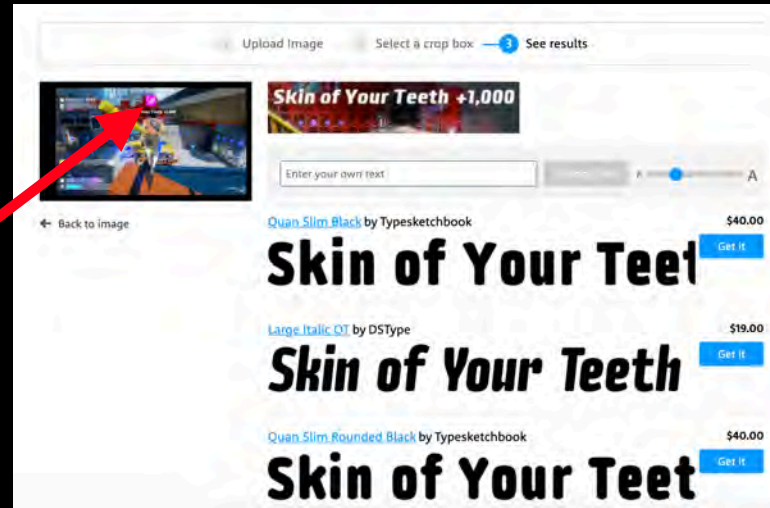 Upload Image
Select a crop box
3
See results
Skin of Your Teeth +1,000
Enter your own text
A
Back to image
Quan Slim Black by Typesketchbook
$40.00
Get it
Skin of Your Teet
Large Italic OT by DSType
$19.00
Get it
Skin of Your Teeth
Quan Slim Rounded Black by Typesketchbook
$40.00
Get it
Skin of Your Teet